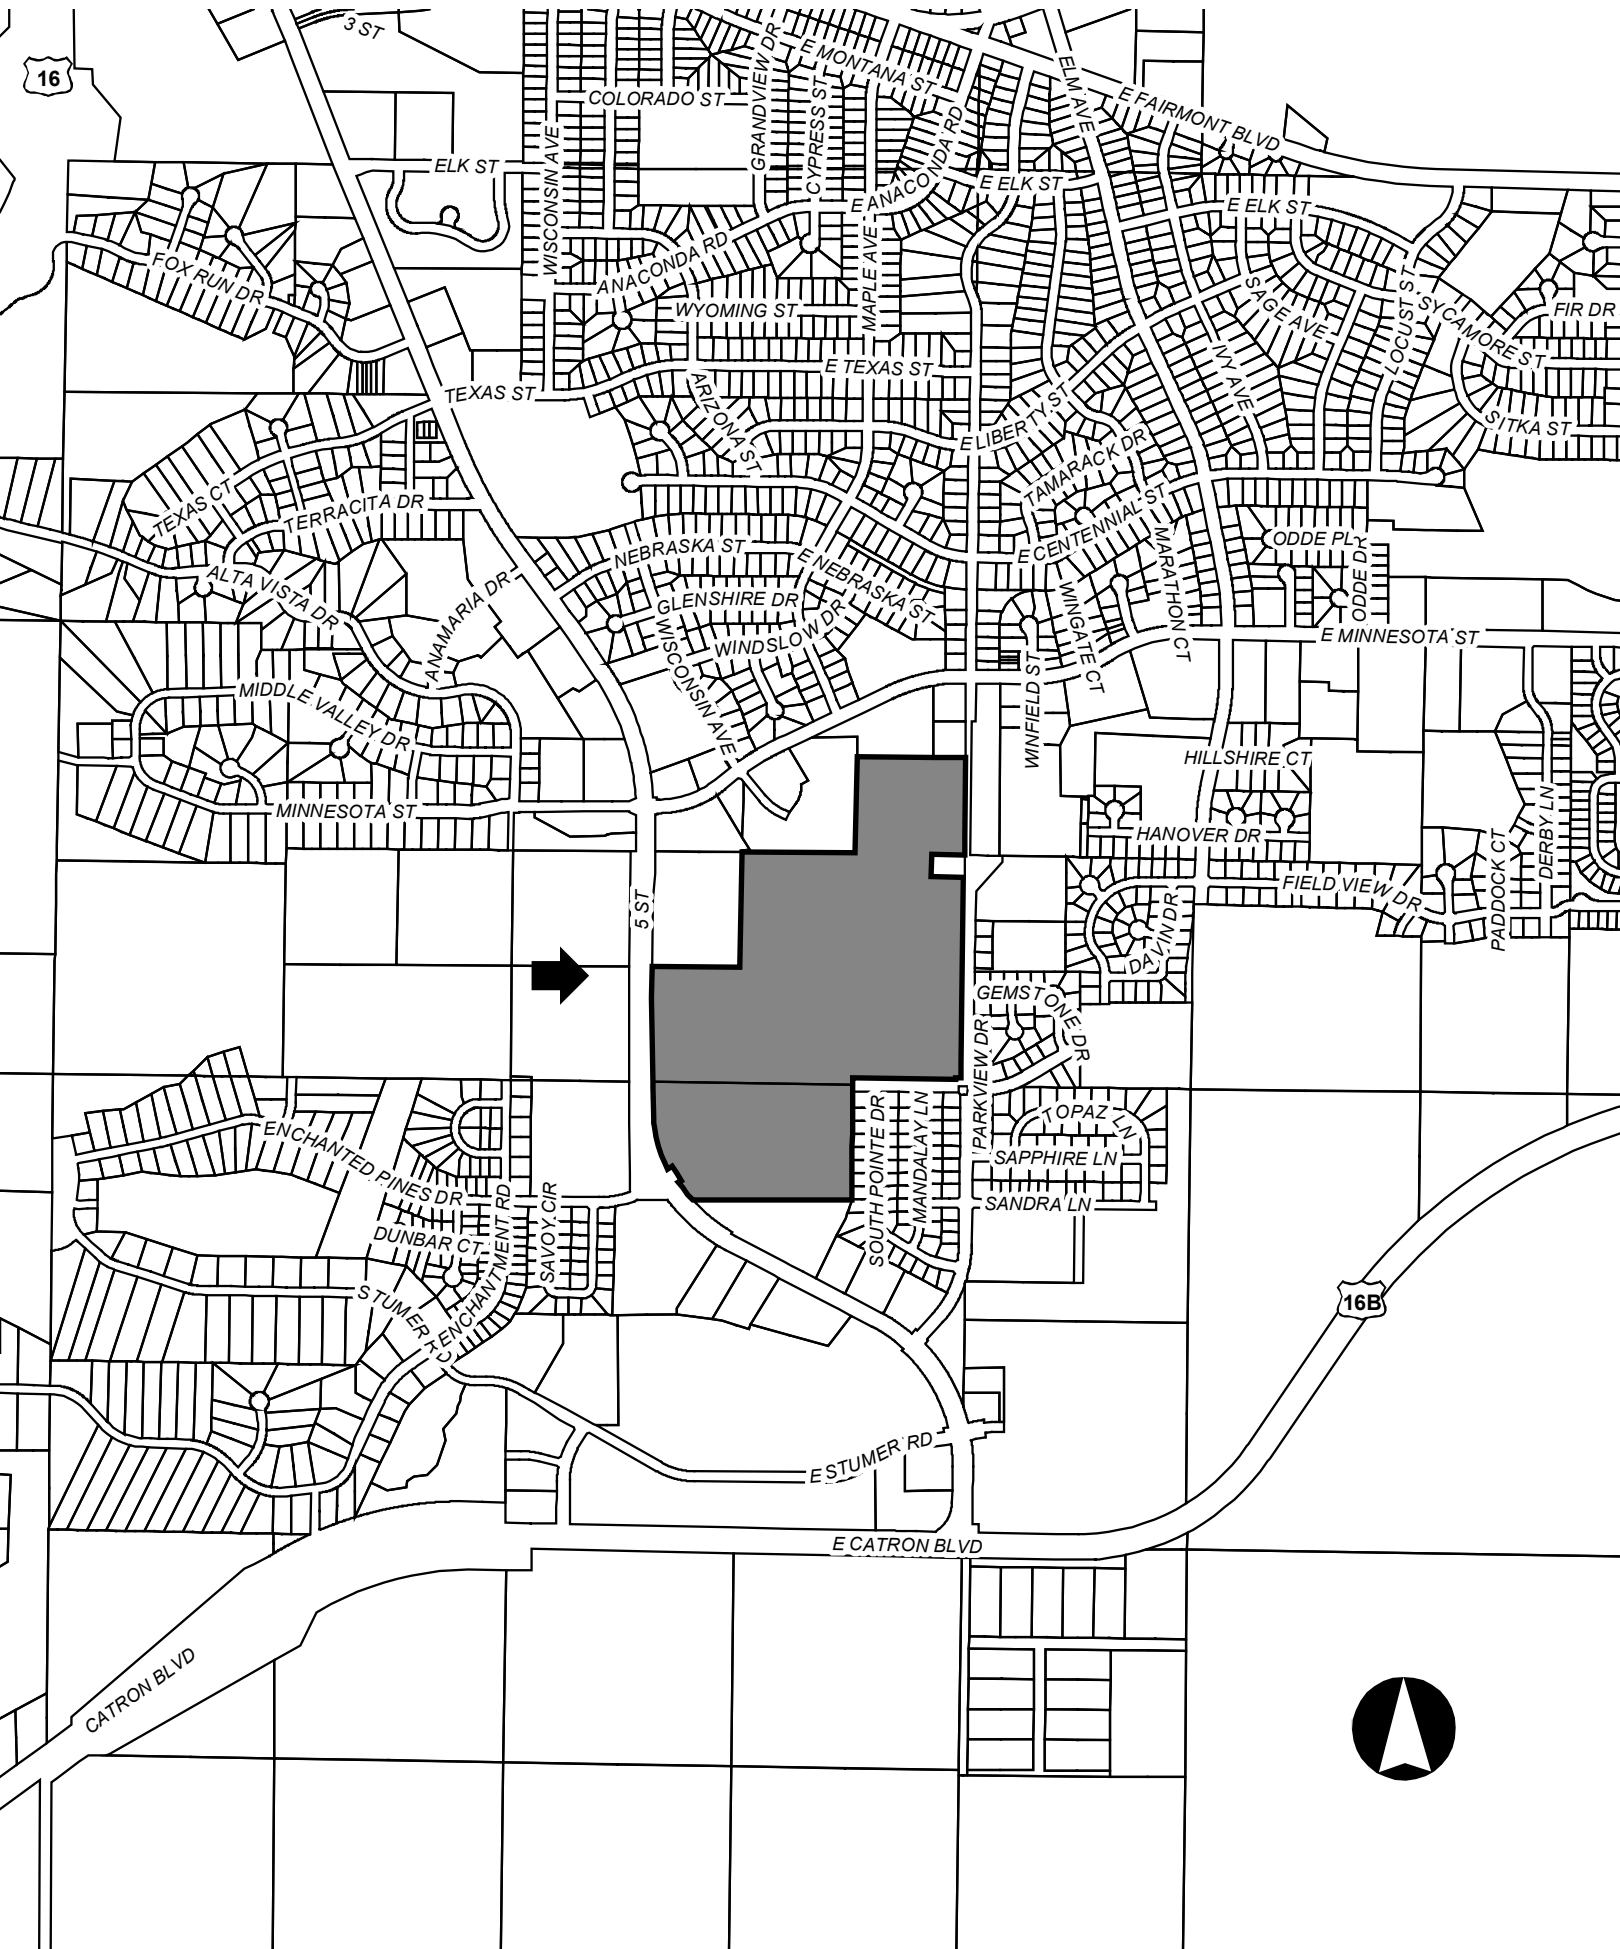 3 ST
16
E MONTANA ST
GRANDVIEW DR
COLORADO ST
CYPRESS ST
ELM AVE
E FAIRMONT BLVD
WISCONSIN AVE
ELK ST
E ANACONDA RD
E ELK ST
E ELK ST
ANACONDA RD
MAPLE AVE
FOX RUN DR
WYOMING ST
SAGE AVE
LOCUST ST
SYCAMORE ST
FIR DR
E TEXAS ST
TEXAS ST
ARIZONA ST
IVY AVE
E LIBERTY ST
SITKA ST
TAMARACK DR
TEXAS CT
TERRACITA DR
E CENTENNIAL ST
MARATHON CT
ODDE PL
ODDE DR
NEBRASKA ST
E NEBRASKA ST
ALTA VISTA DR
ANAMARIA DR
GLENSHIRE DR
WINDSLOW DR
WISCONSIN AVE
WINGATE CT
E MINNESOTA ST
MIDDLE VALLEY DR
WINFIELD ST
HILLSHIRE CT
MINNESOTA ST
HANOVER DR
DERBY LN
PADDOCK CT
FIELD VIEW DR
5 ST
DAVIN DR
GEMSTONE DR
PARKVIEW DR
SOUTH POINTE DR
MANDALAY LN
TOPAZ LN
ENCHANTED PINES DR
SAPPHIRE LN
SANDRA LN
ENCHANTMENT RD
SAVOY CIR
DUNBAR CT
STUMER RD
16B
E STUMER RD
E CATRON BLVD
CATRON BLVD